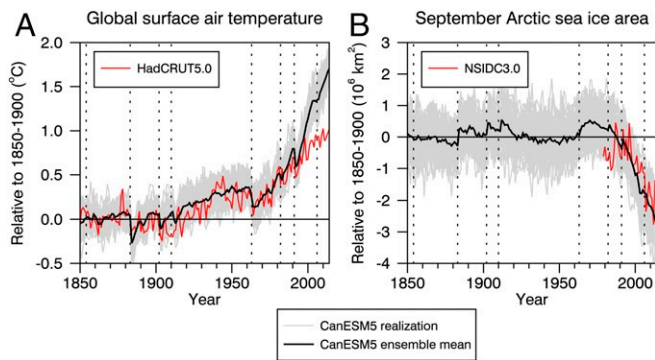 A
Global surface air temperature
Relative to 1850-1900 (°C)
2.0
1.5
1.0
0.5
0.0
-0.5
HadCRUT5.0
1850
1900
1950
2000
Year
B
September Arctic sea ice area
Relative to 1850-1900 (10⁶ km²)
3
2
1
0
-1
-2
-3
-4
NSIDC3.0
1850
1900
1950
2000
Year
CanESM5 realization
CanESM5 ensemble mean